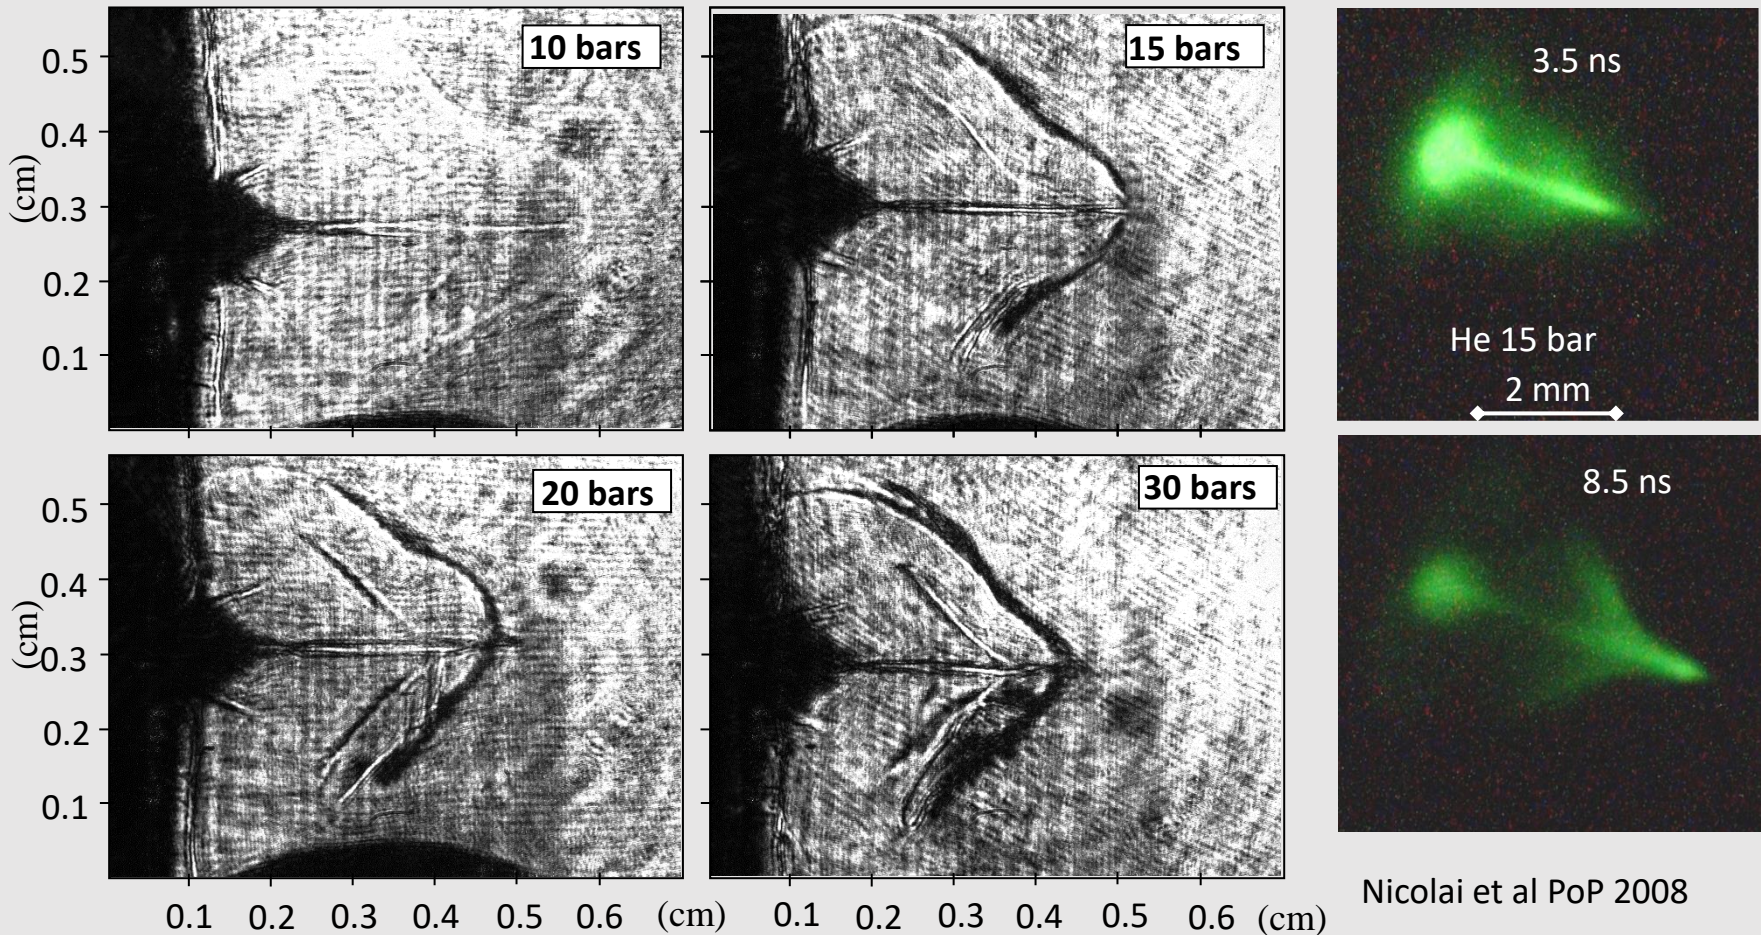 10 bars
0.5
0.4
0.3
0.2
0.1
(cm)
15 bars
20 bars
0.5
0.4
0.3
0.2
0.1
(cm)
0.1 0.2 0.3 0.4 0.5 0.6 (cm)
30 bars
0.1 0.2 0.3 0.4 0.5 0.6 (cm)
3.5 ns
He 15 bar
2 mm
8.5 ns
Nicolai et al PoP 2008